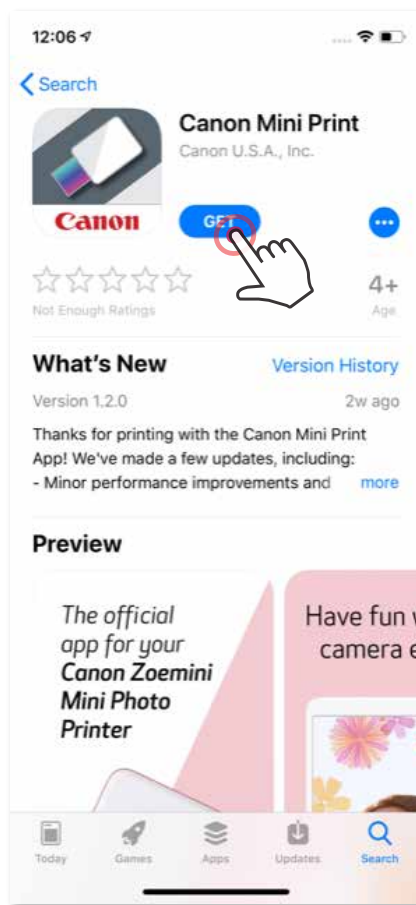 12:06
Search
Canon Mini Print
Canon U.S.A., Inc.
Canon
GET
4+
Not Enough Ratings
Age
What's New
Version History
Version 1.2.0
2w ago
Thanks for printing with the Canon Mini Print
App! We've made a few updates, including:
- Minor performance improvements and more
Preview
The official
app for your
Canon Zoemini
Mini Photo
Printer
Have fun
camera
Today
Games
Apps
Updates
Search